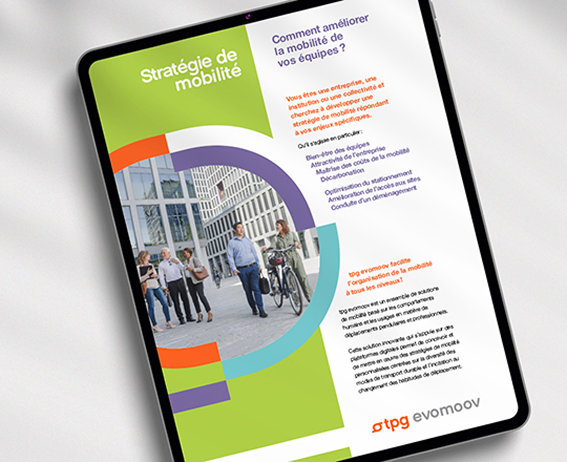 Stratégie de
mobilité
Comment améliorer
la mobilité de
vos équipes ?
Vous êtes une entreprise, une
institution ou une collectivité et
cherchez à développer une
stratégie de mobilité répondant
à vos enjeux spécifiques.
Qu'il s'agisse en particulier :
Bien-être des équipes
Attractivité de l'entreprise
Maîtrise des coûts de la mobilité
Décarbonation
Optimisation du stationnement
Amélioration de l'accès aux sites
Conduite d'un déménagement
tpg evomoov facilite
l'organisation de la mobilité
à tous les niveaux !
tpg evomoov est un ensemble de solutions
de mobilité basé sur les comportements
humains et les usages en matière de
déplacements pendulaires et professionnels.
Cette solution innovante qui s'appuie sur des
plateformes digitales permet de concevoir et
de mettre en œuvre des stratégies de mobilité
personnalisées centrées sur la diversité des
modes de transport durable et l'incitation au
changement des habitudes de déplacement.
tpg evomoov